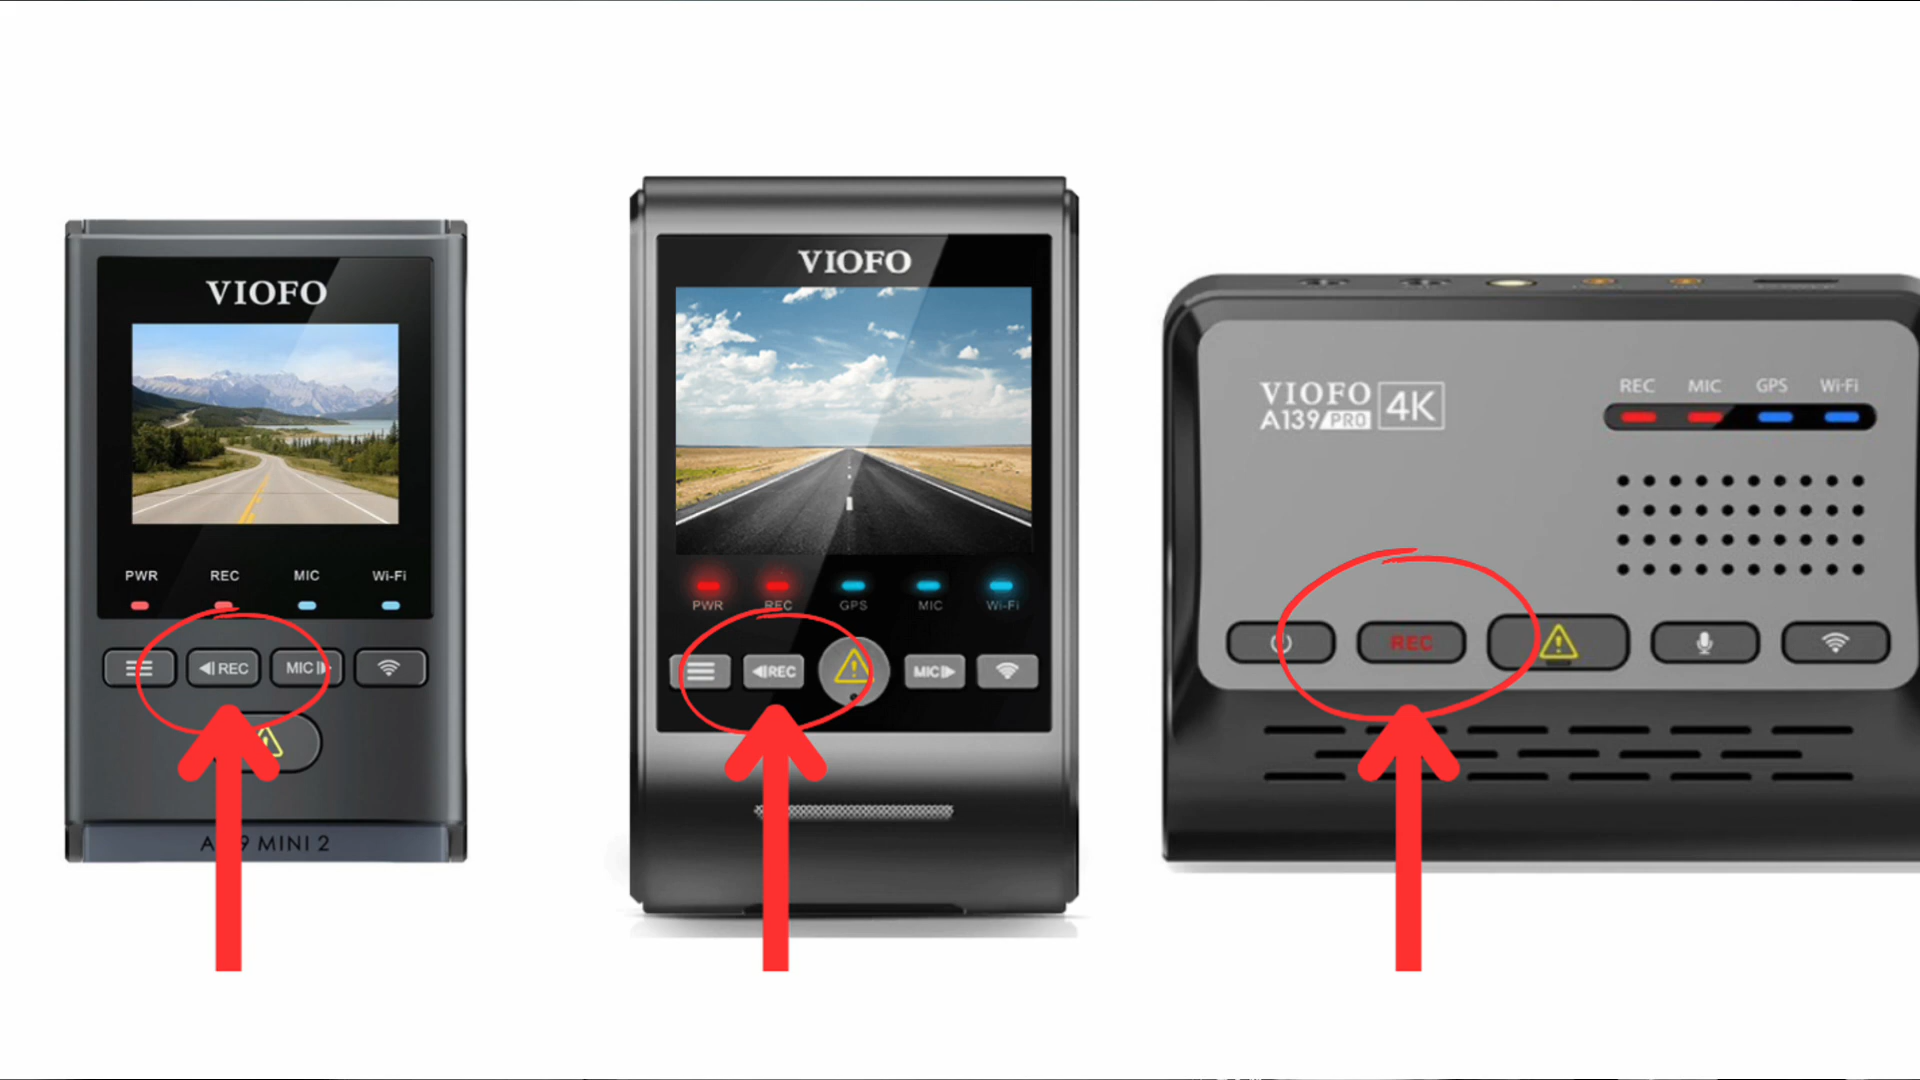 VIOFO
PWR REC MIC Wi-Fi
REC MIC
9 MINI 2
VIOFO
PWR REC GPS MIC Wi-Fi
REC MIC
VIOFO
A139 PRO 4K
REC MIC GPS Wi-Fi
REC